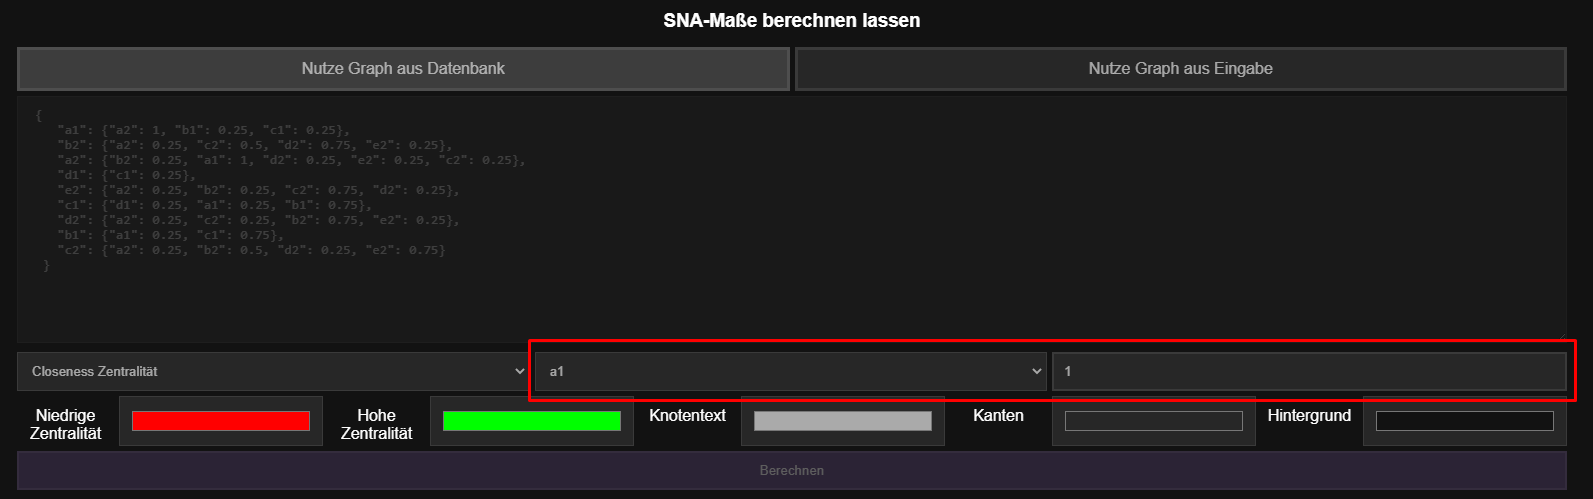 SNA-Maße berechnen lassen
Nutze Graph aus Datenbank
Nutze Graph aus Eingabe
{
"a1": {"a2": 1, "b1": 0.25, "c1": 0.25},
"b2": {"a2": 0.25, "c2": 0.5, "d2": 0.75, "e2": 0.25},
"a2": {"b2": 0.25, "a1": 1, "d2": 0.25, "e2": 0.25, "c2": 0.25},
"d1": {"c1": 0.25},
"e2": {"a2": 0.25, "b2": 0.25, "c2": 0.75, "d2": 0.25},
"c1": {"d1": 0.25, "a1": 0.25, "b1": 0.75},
"d2": {"a2": 0.25, "c2": 0.25, "b2": 0.75, "e2": 0.25},
"b1": {"a1": 0.25, "c1": 0.75},
"c2": {"a2": 0.25, "b2": 0.5, "d2": 0.25, "e2": 0.75}
}
Closeness Zentralität
a1
1
Niedrige
Zentralität
Hohe
Zentralität
Knotentext
Kanten
Hintergrund
Berechnen